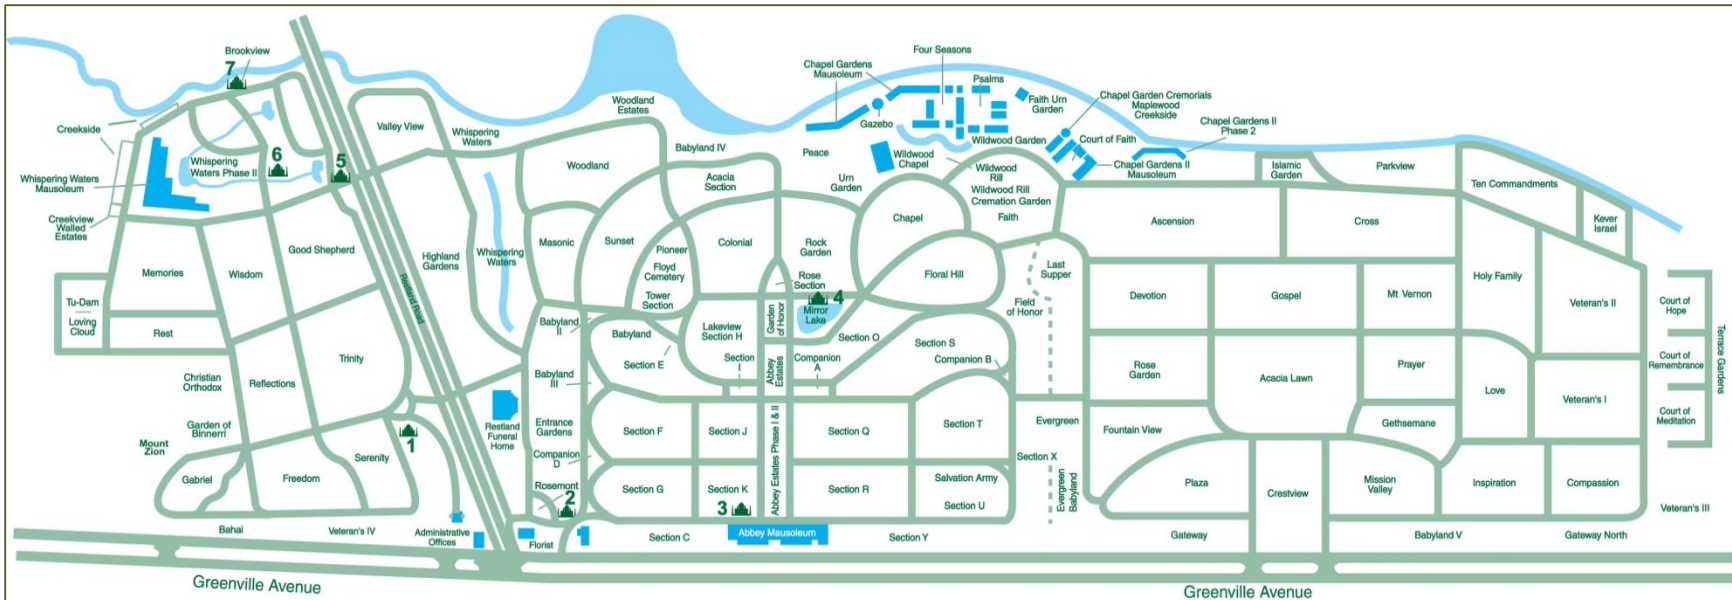 Brookview
7
Creekside
Whispering Waters
Mausoleum
Creekview
Walled
Estates
Whispering
Waters Phase II
6
5
Valley View
Whispering
Waters
Woodland
Estates
Woodland
Babyland IV
Acacia
Section
Peace
Urn
Garden
Chapel Gardens
Mausoleum
Gazebo
Four Seasons
Psalms
Faith Urn
Garden
Wildwood
Chapel
Wildwood Garden
Wildwood
Rill
Wildwood Rill
Cremation Garden
Faith
Chapel Garden Cremorials
Maplewood
Creekside
Court of Faith
Chapel Gardens II
Mausoleum
Chapel Gardens II
Phase 2
Islamic
Garden
Parkview
Ten Commandments
Kever
Israel
Memories
Wisdom
Good Shepherd
Restland Road
Highland
Gardens
Whispering
Waters
Masonic
Sunset
Pioneer
Floyd
Cemetery
Tower
Section
Colonial
Rock
Garden
Rose
Section
4
Mirror
Lake
Chapel
Floral Hill
Last
Supper
Field
of Honor
Ascension
Cross
Devotion
Gospel
Mt. Vernon
Holy Family
Veteran's II
Court of
Hope
Court of
Remembrance
Court of
Meditation
Terrace Gardens
Tu-Dam
Loving
Cloud
Rest
Christian
Orthodox
Reflections
Trinity
Garden of
Binnerri
Mount
Zion
Gabriel
Freedom
Serenity
1
Restland
Funeral
Home
Babyland
II
Babyland
III
Entrance
Gardens
Companion
D
Rosemont
2
Babyland
Section E
Lakeview
Section H
Section
I
Garden
of Honor
Abbey
Estates
Abbey Estates Phase I & II
Companion
A
Section O
Section S
Companion B
Section F
Section J
Section Q
Section T
Section G
Section K
3
Section R
Salvation Army
Section U
Evergreen
Section X
Evergreen
Babyland
Rose
Garden
Acacia Lawn
Prayer
Love
Veteran's I
Fountain View
Gethsemane
Plaza
Crestview
Mission
Valley
Inspiration
Compassion
Veteran's III
Bahai
Veteran's IV
Administrative
Offices
Florist
Section C
Abbey Mausoleum
Section Y
Gateway
Babyland V
Gateway North
Greenville Avenue
Greenville Avenue